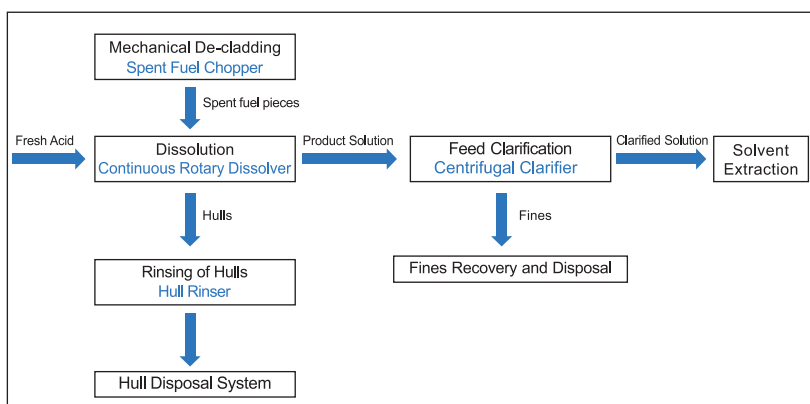 Mechanical De-cladding
Spent Fuel Chopper
Spent fuel pieces
Fresh Acid
Dissolution
Continuous Rotary Dissolver
Product Solution
Feed Clarification
Centrifugal Clarifier
Clarified Solution
Solvent
Extraction
Hulls
Fines
Rinsing of Hulls
Hull Rinser
Fines Recovery and Disposal
Hull Disposal System